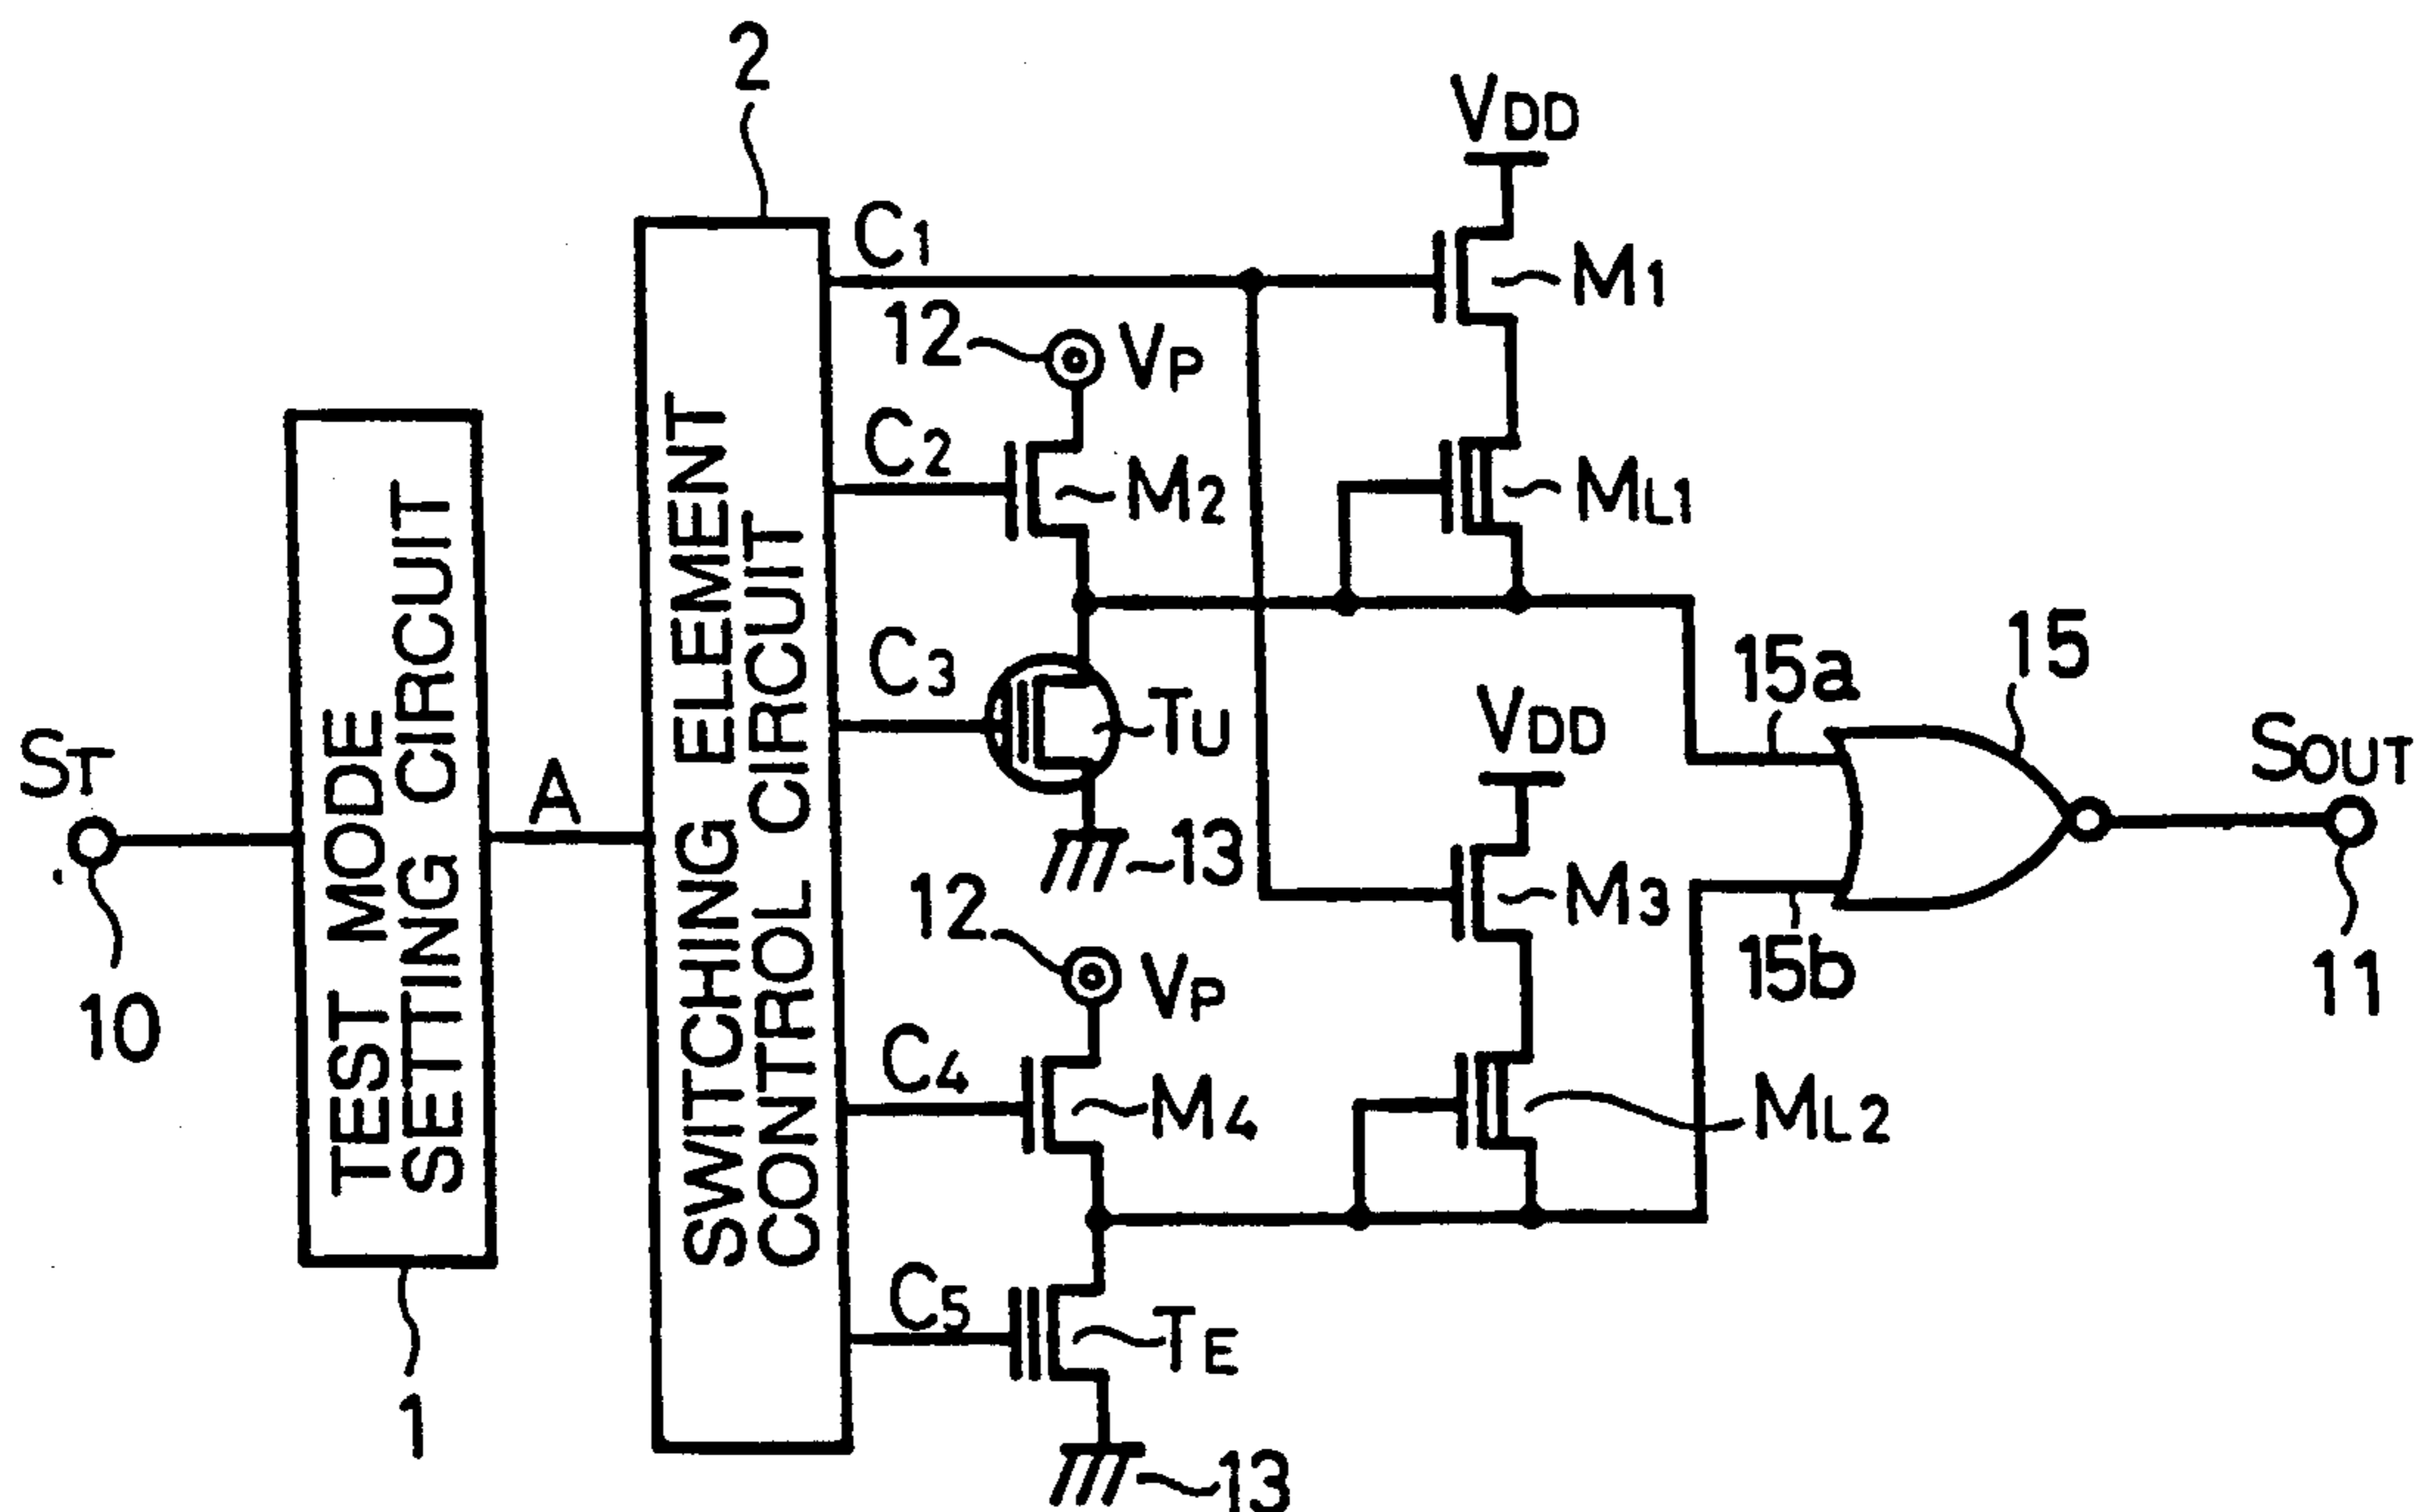 2
VDD
C1
M1
12
VP
C2
M2
ML1
C3
TU
15a
15
ST
A
VDD
SOUT
TEST MODE
SETTING CIRCUIT
SWITCHING ELEMENT
CONTROL CIRCUIT
13
12
M3
VP
15b
11
10
C4
M4
ML2
C5
TE
1
13